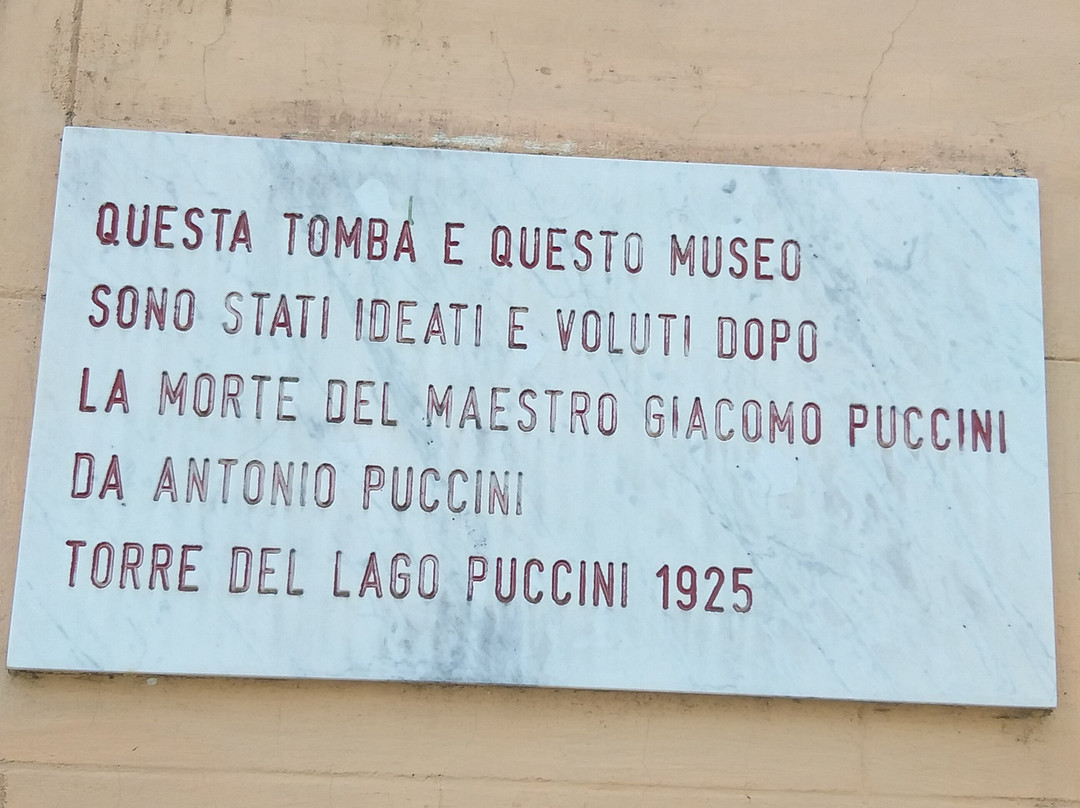 QUESTA TOMBA E QUESTO MUSEO
SONO STATI IDEATI E VOLUTI DOPO
LA MORTE DEL MAESTRO GIACOMO PUCCINI
DA ANTONIO PUCCINI
TORRE DEL LAGO PUCCINI 1925